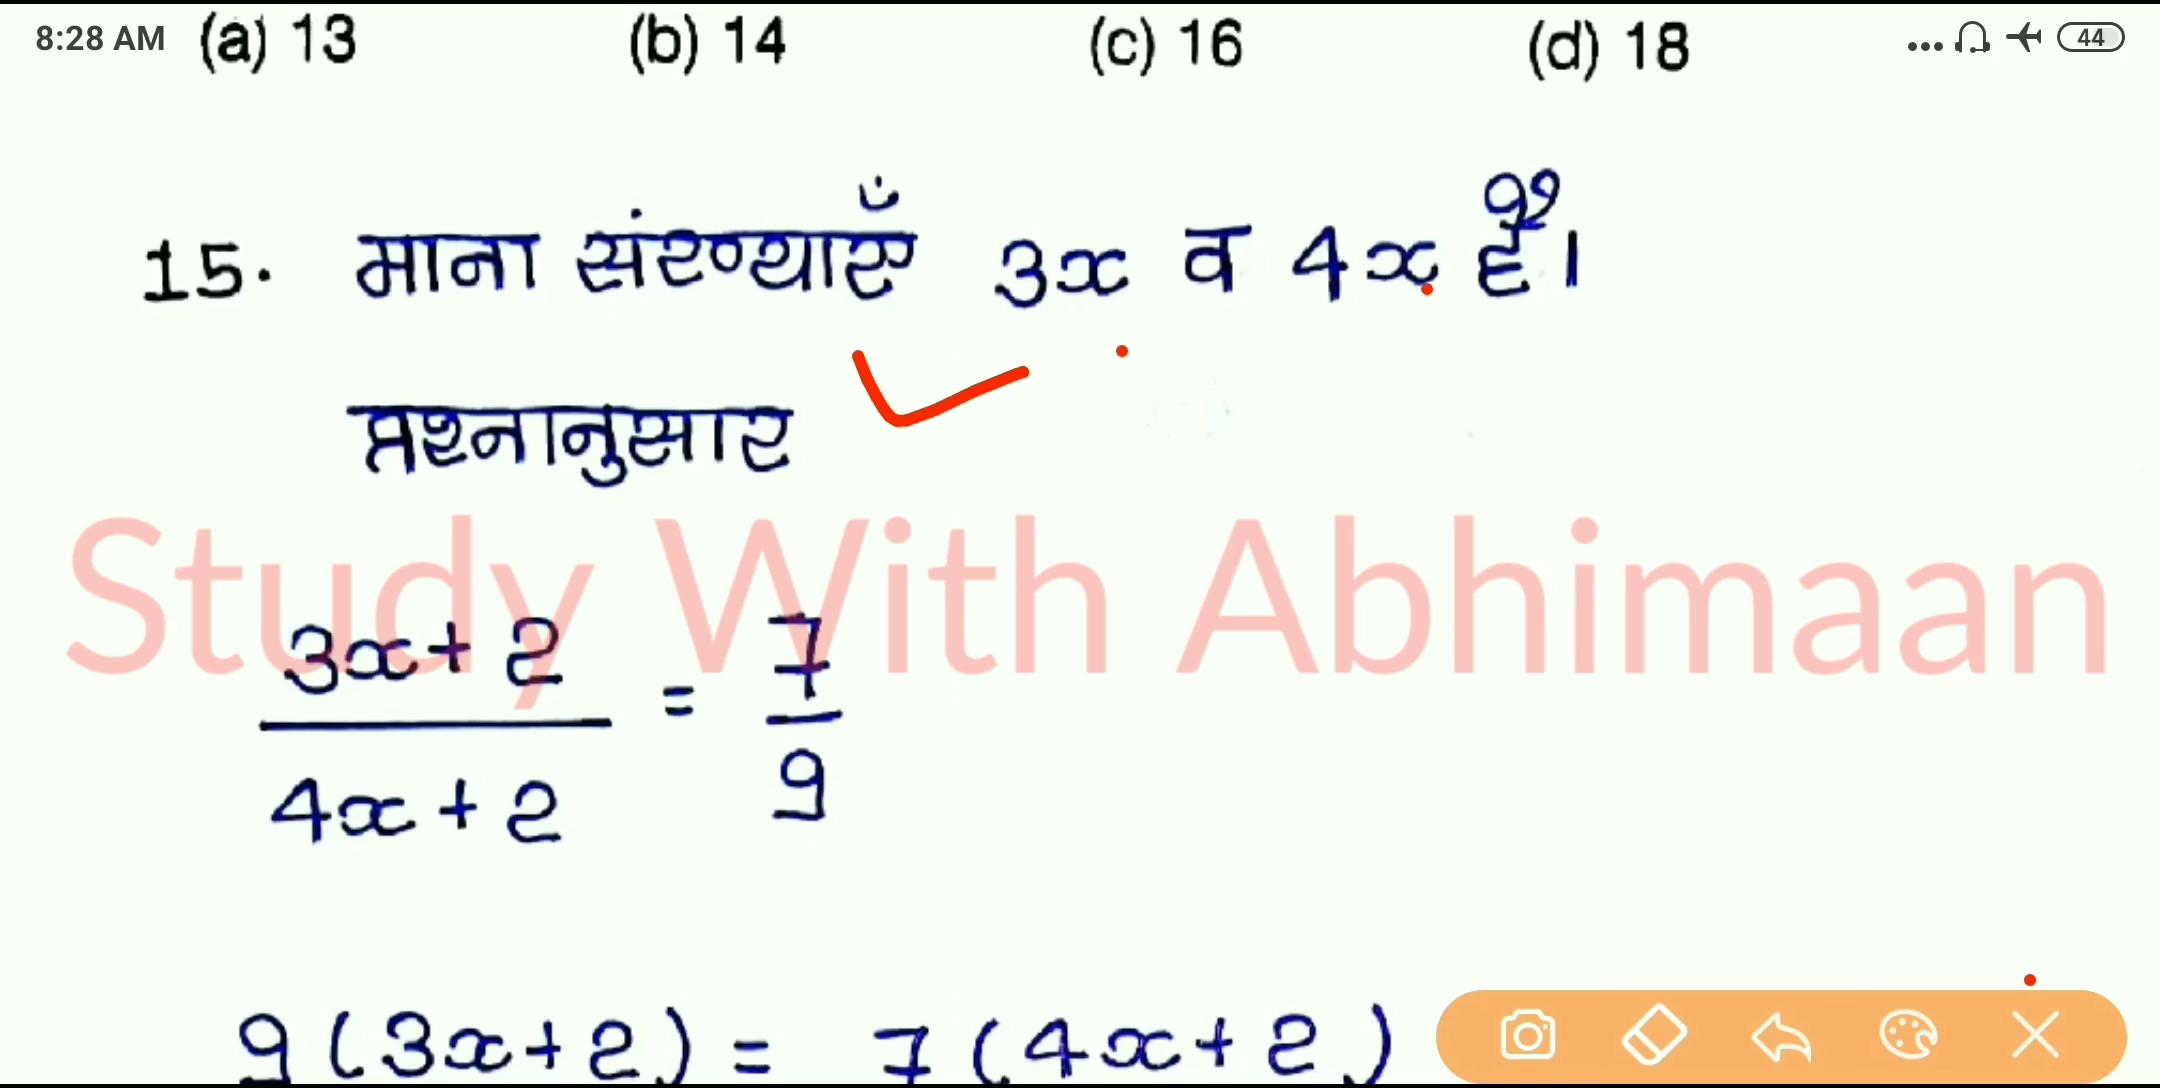 8:28 AM (a) 13 (b) 14 (c) 16 (d) 18 ... 44
15. माना संख्याएँ 3x व 4x हैं।
प्रश्नानुसार
Study With Abhimaan
3x+2 = 7
4x+2 9
9(3x+2) = 7(4x+2)